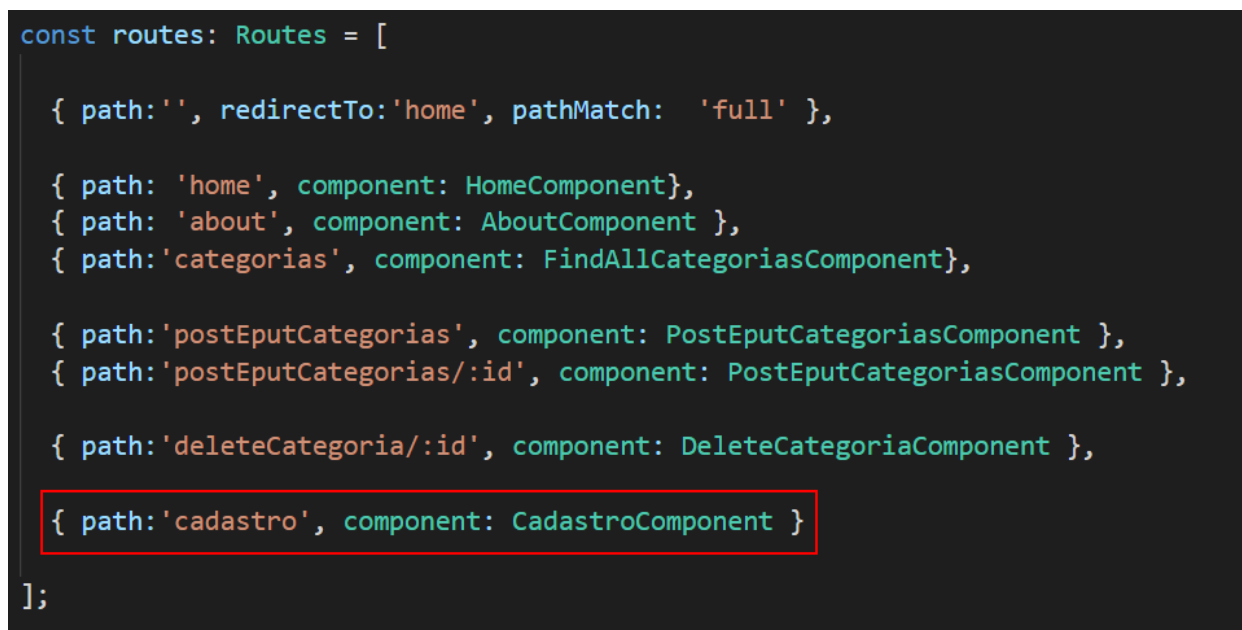 const routes: Routes = [
{ path:'', redirectTo:'home', pathMatch:  'full' },
{ path: 'home', component: HomeComponent},
{ path: 'about', component: AboutComponent },
{ path:'categorias', component: FindAllCategoriasComponent},
{ path:'postEputCategorias', component: PostEputCategoriasComponent },
{ path:'postEputCategorias/:id', component: PostEputCategoriasComponent },
{ path:'deleteCategoria/:id', component: DeleteCategoriaComponent },
{ path:'cadastro', component: CadastroComponent }
];